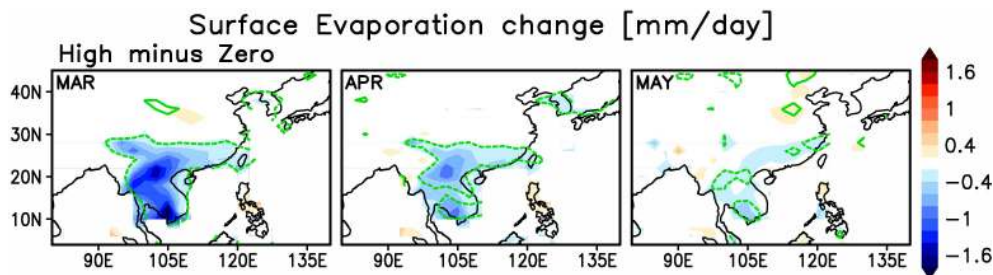 Surface Evaporation change [mm/day]
High minus Zero
MAR
APR
MAY
40N
30N
20N
10N
90E 105E 120E 135E
90E 105E 120E 135E
90E 105E 120E 135E
1.6
1
0.4
−0.4
−1
−1.6